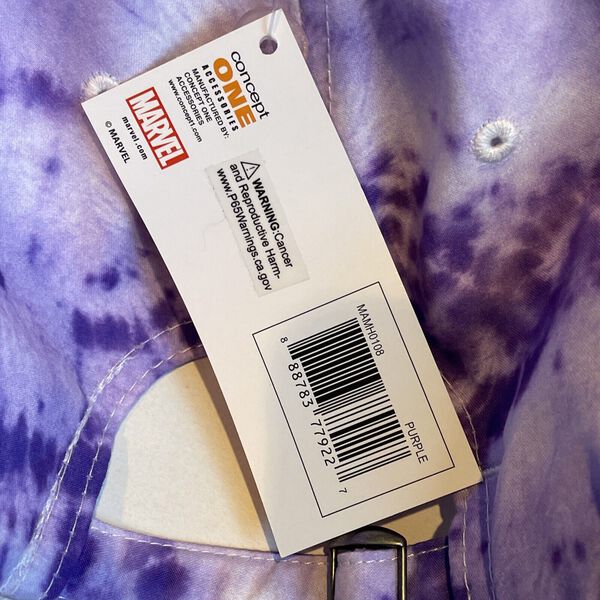 concept
ONE
ACCESSORIES
MANUFACTURED BY:
CONCEPT ONE
ACCESSORIES
www.concept1.com
MARVEL
marvel.com
© MARVEL
⚠ WARNING:Cancer
and Reproductive Harm-
www.P65Warnings.ca.gov
MAMH0108
8 88783 77922 7
PURPLE